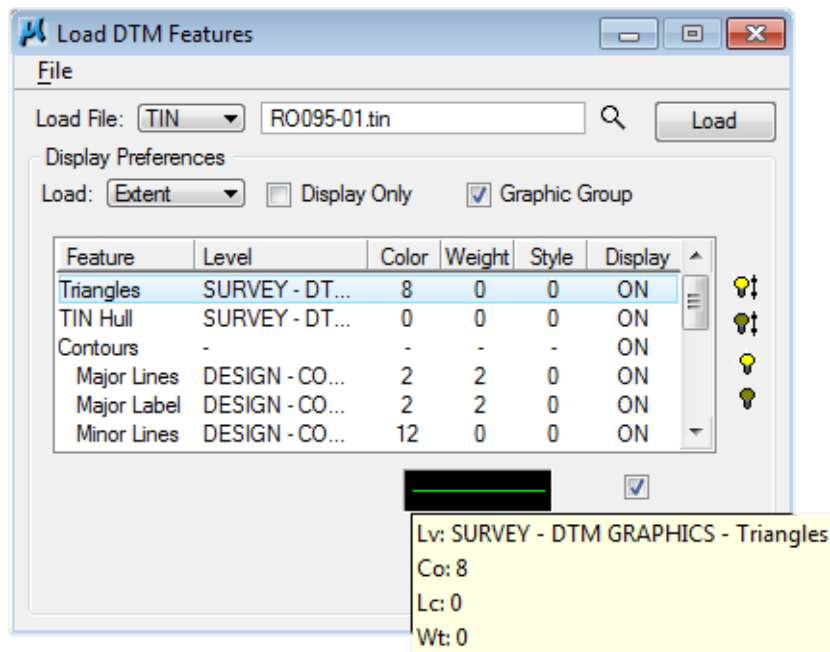 Load DTM Features
File
Load File: TIN RO095-01.tin Load
Display Preferences
Load: Extent Display Only Graphic Group
Feature Level Color Weight Style Display
Triangles SURVEY - DT... 8 0 0 ON
TIN Hull SURVEY - DT... 0 0 0 ON
Contours - - - - ON
Major Lines DESIGN - CO... 2 2 0 ON
Major Label DESIGN - CO... 2 2 0 ON
Minor Lines DESIGN - CO... 12 0 0 ON
Lv: SURVEY - DTM GRAPHICS - Triangles
Co: 8
Lc: 0
Wt: 0